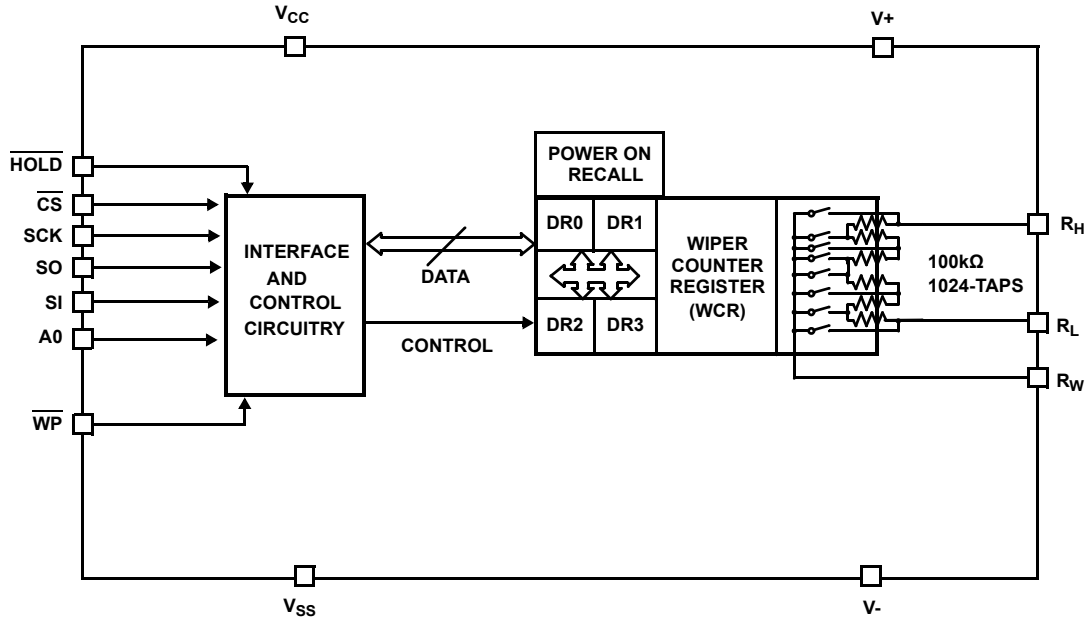 VCC
V+
HOLD
CS
SCK
SO
SI
A0
WP
INTERFACE
AND
CONTROL
CIRCUITRY
DATA
CONTROL
POWER ON
RECALL
DR0 DR1
DR2 DR3
WIPER
COUNTER
REGISTER
(WCR)
100kΩ
1024-TAPS
RH
RL
RW
VSS
V-